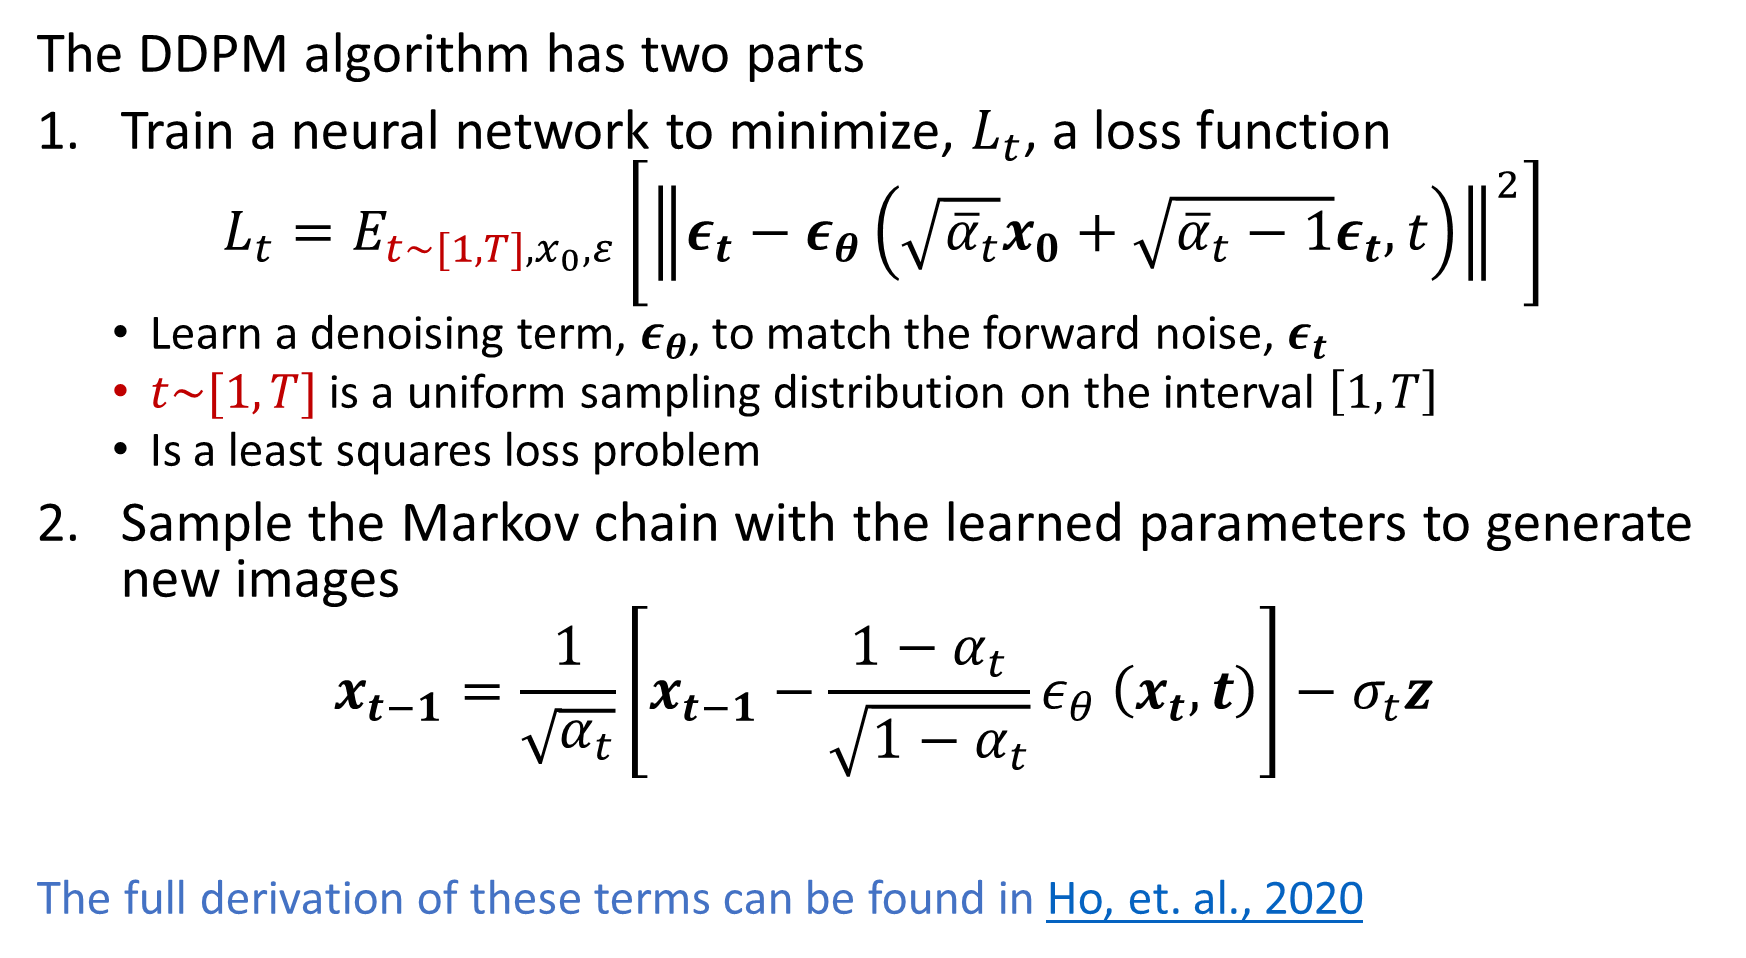 The DDPM algorithm has two parts
1. Train a neural network to minimize, L_t, a loss function
L_t = E_{t~[1,T],x_0,ε} [ ‖ϵ_t − ϵ_θ (√(ᾱ_t) x_0 + √(ᾱ_t − 1) ϵ_t, t)‖² ]
• Learn a denoising term, ϵ_θ, to match the forward noise, ϵ_t
• t~[1, T] is a uniform sampling distribution on the interval [1, T]
• Is a least squares loss problem
2. Sample the Markov chain with the learned parameters to generate
new images
x_{t−1} = 1/√(α_t) [ x_{t−1} − (1 − α_t)/√(1 − α_t) ϵ_θ (x_t, t) ] − σ_t z
The full derivation of these terms can be found in Ho, et. al., 2020